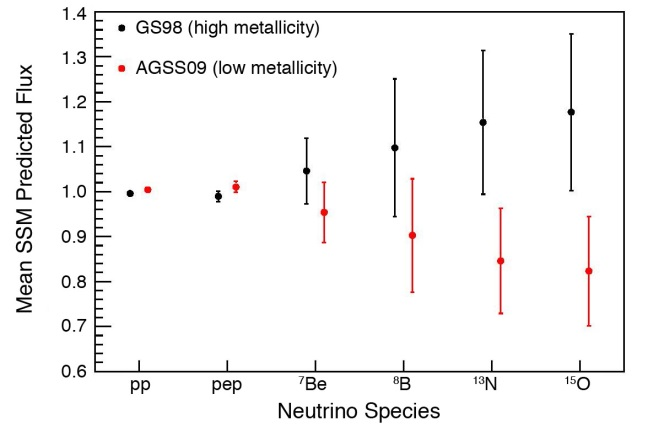 1.4
GS98 (high metallicity)
1.3
AGSS09 (low metallicity)
1.2
1.1
1.0
0.9
0.8
0.7
0.6
Mean SSM Predicted Flux
pp pep ⁷Be ⁸B ¹³N ¹⁵O
Neutrino Species